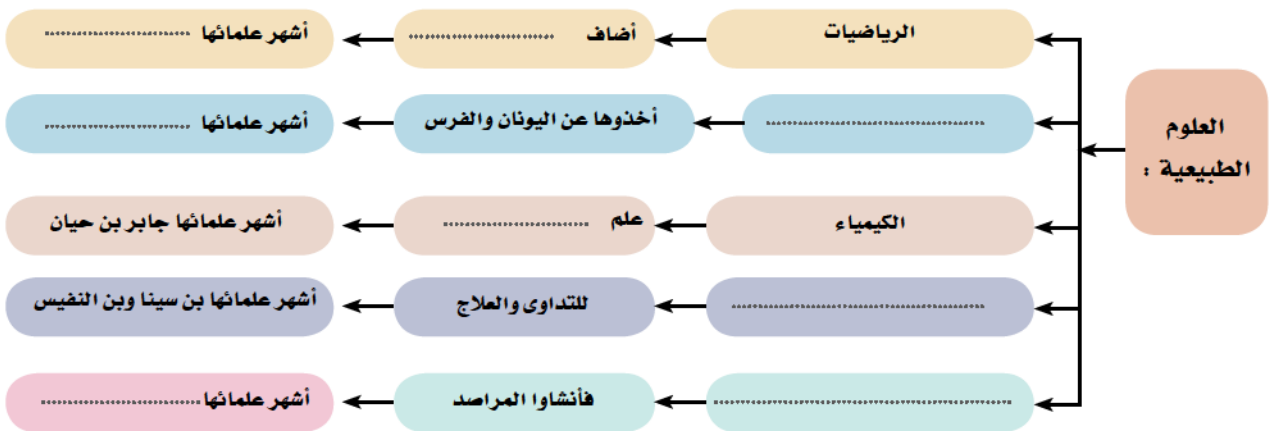 العلوم
الطبيعية :
الرياضيات
أضاف ......................
أشهر علمائها ......................
......................
أخذوها عن اليونان والفرس
أشهر علمائها ......................
الكيمياء
علم ......................
أشهر علمائها جابر بن حيان
......................
للتداوى والعلاج
أشهر علمائها بن سينا وبن النفيس
......................
فأنشاوا المراصد
أشهر علمائها ......................